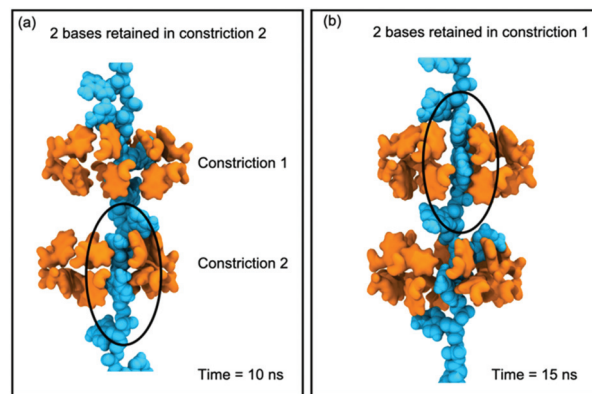 (a)
2 bases retained in constriction 2
Constriction 1
Constriction 2
Time = 10 ns
(b)
2 bases retained in constriction 1
Time = 15 ns